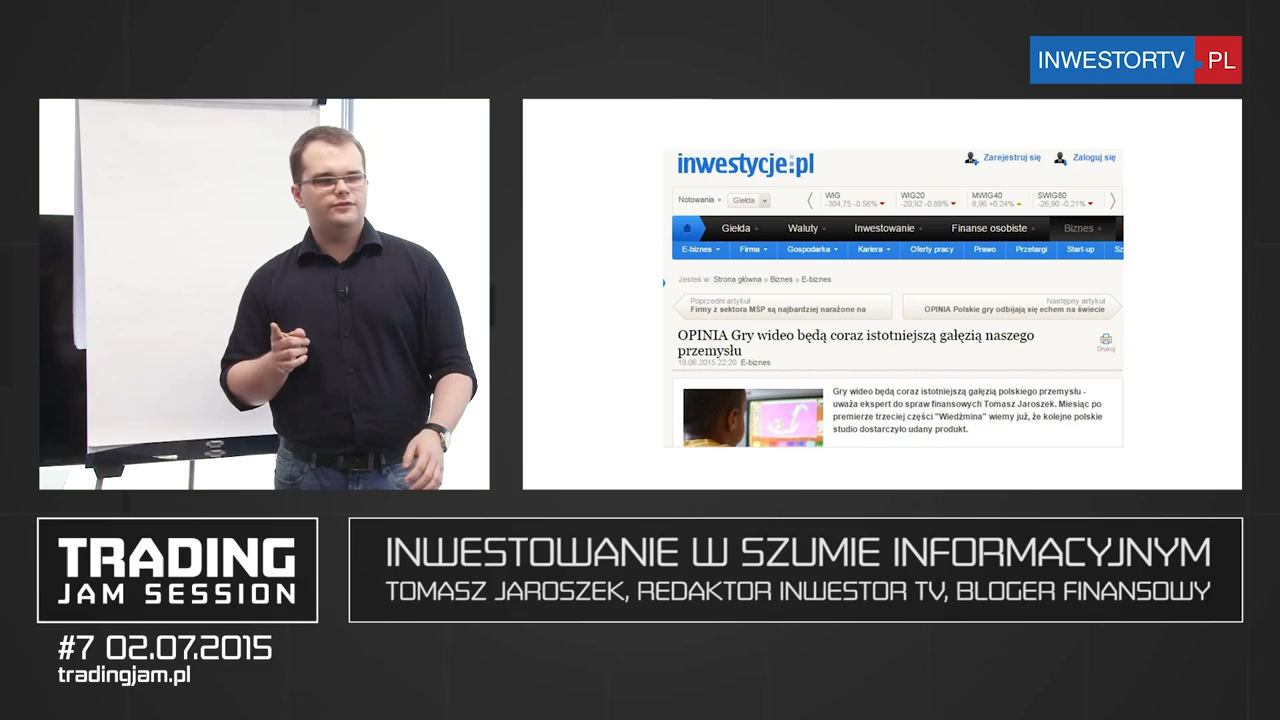 INWESTORTV.PL
inwestycje.pl
Zarejestruj się
Zaloguj się
Notowania
Giełda
WIG
-304,75 -0.56%
WIG20
-20,92 -0.89%
MWIG40
8,96 +0.24%
SWIG80
-26,90 -0.21%
Giełda
Waluty
Inwestowanie
Finanse osobiste
Biznes
E-biznes
Firma
Gospodarka
Kariera
Oferty pracy
Prawo
Przetargi
Start-up
Sz
Jesteś w: Strona główna » Biznes » E-biznes
Poprzedni artykuł
Firmy z sektora MŚP są najbardziej narażone na
Następny artykuł
OPINIA Polskie gry odbijają się echem na świecie
OPINIA Gry wideo będą coraz istotniejszą gałęzią naszego
przemysłu
19.06.2015 22:20 E-biznes
Drukuj
Gry wideo będą coraz istotniejszą gałęzią polskiego przemysłu -
uważa ekspert do spraw finansowych Tomasz Jaroszek. Miesiąc po
premierze trzeciej części "Wiedźmina" wiemy już, że kolejne polskie
studio dostarczyło udany produkt.
TRADING
JAM SESSION
#7 02.07.2015
tradingjam.pl
INWESTOWANIE W SZUMIE INFORMACYJNYM
TOMASZ JAROSZEK, REDAKTOR INWESTOR TV, BLOGER FINANSOWY